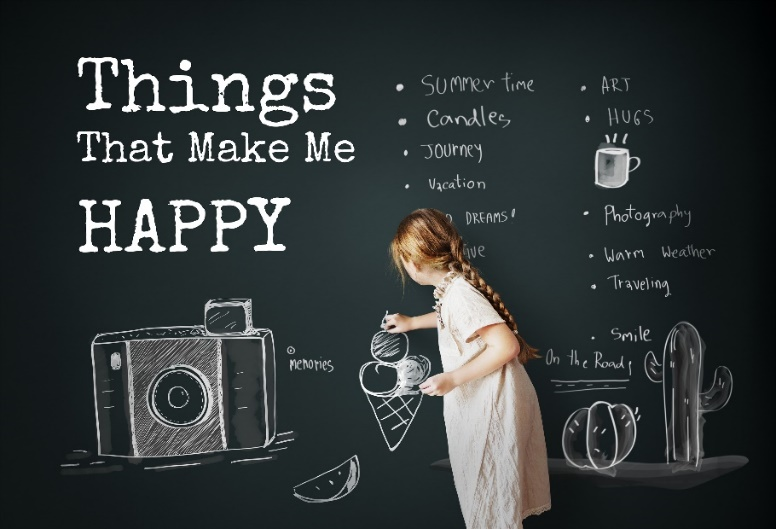 Things
That Make Me
HAPPY
• SUMMer time
• Candles
• JOURNEY
• Vacation
DREAMS!
• ART
• HUGS
• Photography
• Warm Weather
• Traveling
• Smile
On the Road!
memories